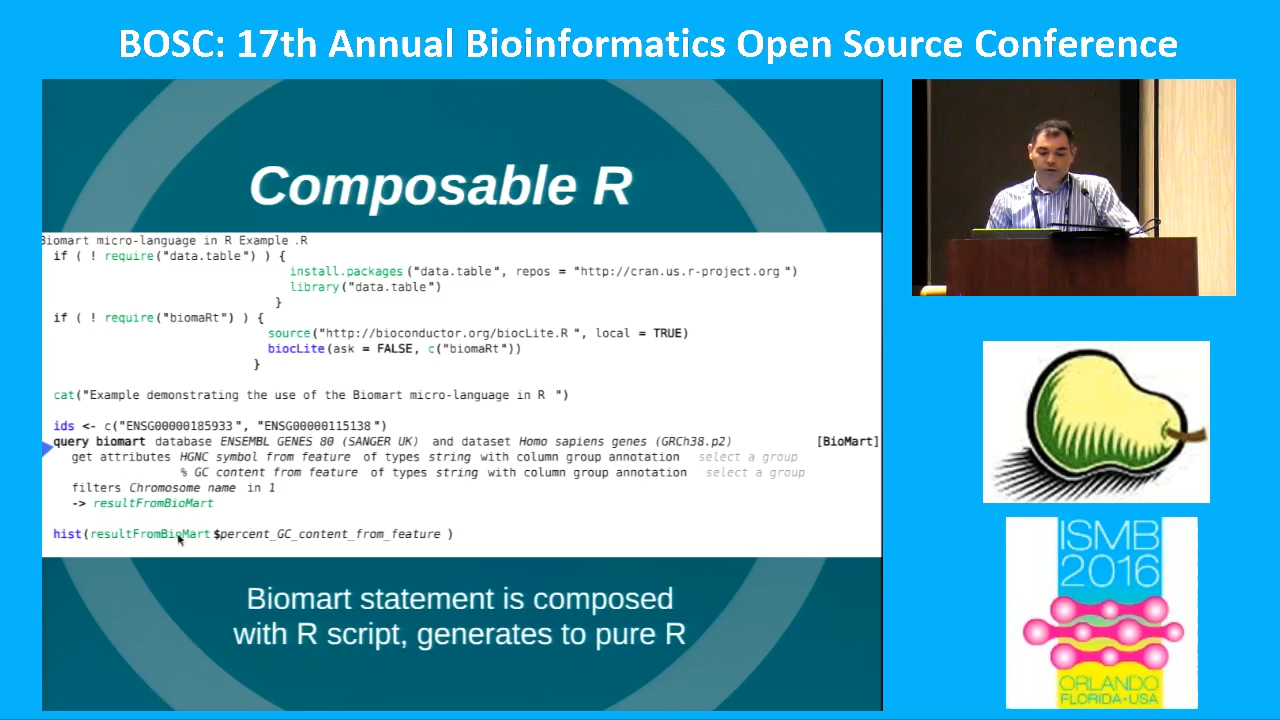 BOSC: 17th Annual Bioinformatics Open Source Conference
Composable R
Biomart micro-language in R Example .R
if ( ! require("data.table") ) {
install.packages ("data.table", repos = "http://cran.us.r-project.org ")
library("data.table")
}
if ( ! require("biomaRt") ) {
source("http://bioconductor.org/biocLite.R ", local = TRUE)
biocLite(ask = FALSE, c("biomaRt"))
}
cat("Example demonstrating the use of the Biomart micro-language in R ")
ids <- c("ENSG00000185933", "ENSG00000115138")
query biomart database ENSEMBL GENES 80 (SANGER UK) and dataset Homo sapiens genes (GRCh38.p2) [BioMart]
get attributes HGNC symbol from feature of types string with column group annotation select a group
% GC content from feature of types string with column group annotation select a group
filters Chromosome name in 1
-> resultFromBioMart
hist(resultFromBioMart $percent_GC_content_from_feature )
Biomart statement is composed
with R script, generates to pure R
ISMB
2016
ORLANDO
FLORIDA•USA